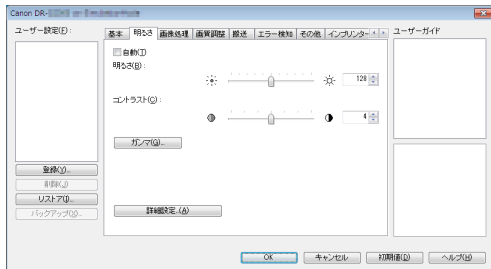 Canon DR-
ユーザー設定(F):
基本 明るさ 画像処理 画質調整 搬送 エラー検知 その他 インプリンター
ユーザーガイド
自動(T)
明るさ(B):
128
コントラスト(C):
4
ガンマ(G)...
登録(Y)...
削除(J)
リストア(I)...
バックアップ(X)...
詳細設定...(A)
OK キャンセル 初期値(D) ヘルプ(H)